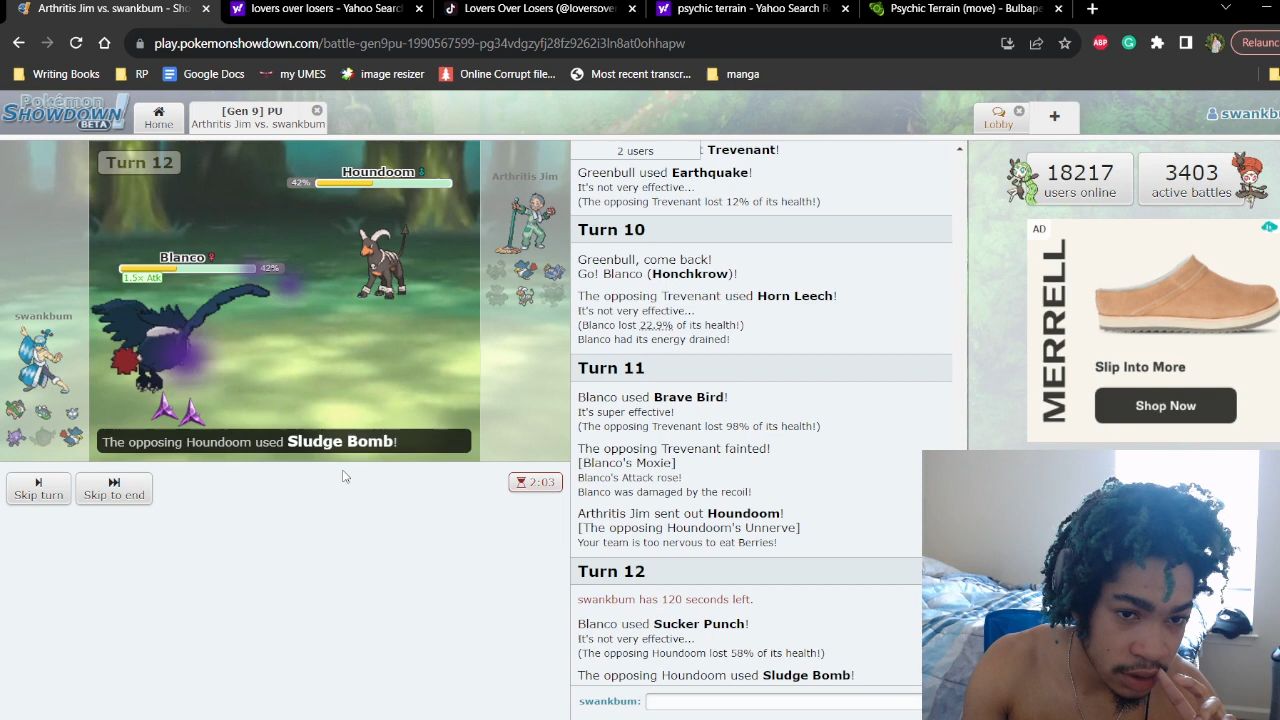 Arthritis Jim vs. swankbum - Sho
lovers over losers - Yahoo Searc
Lovers Over Losers (@loversover
psychic terrain - Yahoo Search R
Psychic Terrain (move) - Bulbape
play.pokemonshowdown.com/battle-gen9pu-1990567599-pg34vdgzyfj28fz9262i3ln8at0ohhapw
ABP
Relaunc
Writing Books
RP
Google Docs
my UMES
image resizer
Online Corrupt file...
Most recent transcr...
manga
Pokémon
SHOWDOWN!
BETA
Home
[Gen 9] PU
Arthritis Jim vs. swankbum
Lobby
swankb
Turn 12
Houndoom
42%
Arthritis Jim
Blanco
42%
1.5× Atk
swankbum
The opposing Houndoom used Sludge Bomb!
Skip turn
Skip to end
2:03
2 users
Trevenant!
Greenbull used Earthquake!
It's not very effective...
(The opposing Trevenant lost 12% of its health!)
Turn 10
Greenbull, come back!
Go! Blanco (Honchkrow)!
The opposing Trevenant used Horn Leech!
It's not very effective...
(Blanco lost 22.9% of its health!)
Blanco had its energy drained!
Turn 11
Blanco used Brave Bird!
It's super effective!
(The opposing Trevenant lost 98% of its health!)
The opposing Trevenant fainted!
[Blanco's Moxie]
Blanco's Attack rose!
Blanco was damaged by the recoil!
Arthritis Jim sent out Houndoom!
[The opposing Houndoom's Unnerve]
Your team is too nervous to eat Berries!
Turn 12
swankbum has 120 seconds left.
Blanco used Sucker Punch!
It's not very effective...
(The opposing Houndoom lost 58% of its health!)
The opposing Houndoom used Sludge Bomb!
swankbum:
18217
users online
3403
active battles
AD
MERRELL
Slip Into More
Shop Now